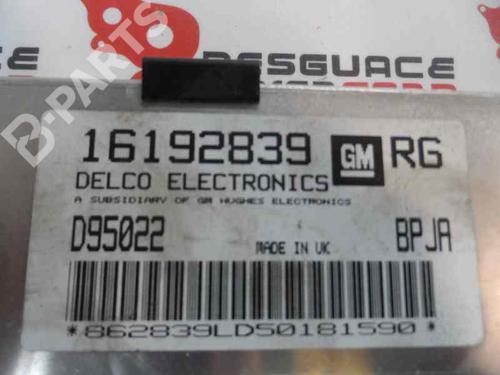 B-PARTS
DESGUACE
16192839 GM RG
DELCO ELECTRONICS
A SUBSIDIARY OF GM HUGHES ELECTRONICS
D95022 MADE IN UK BPJA
*862839LD50181590*